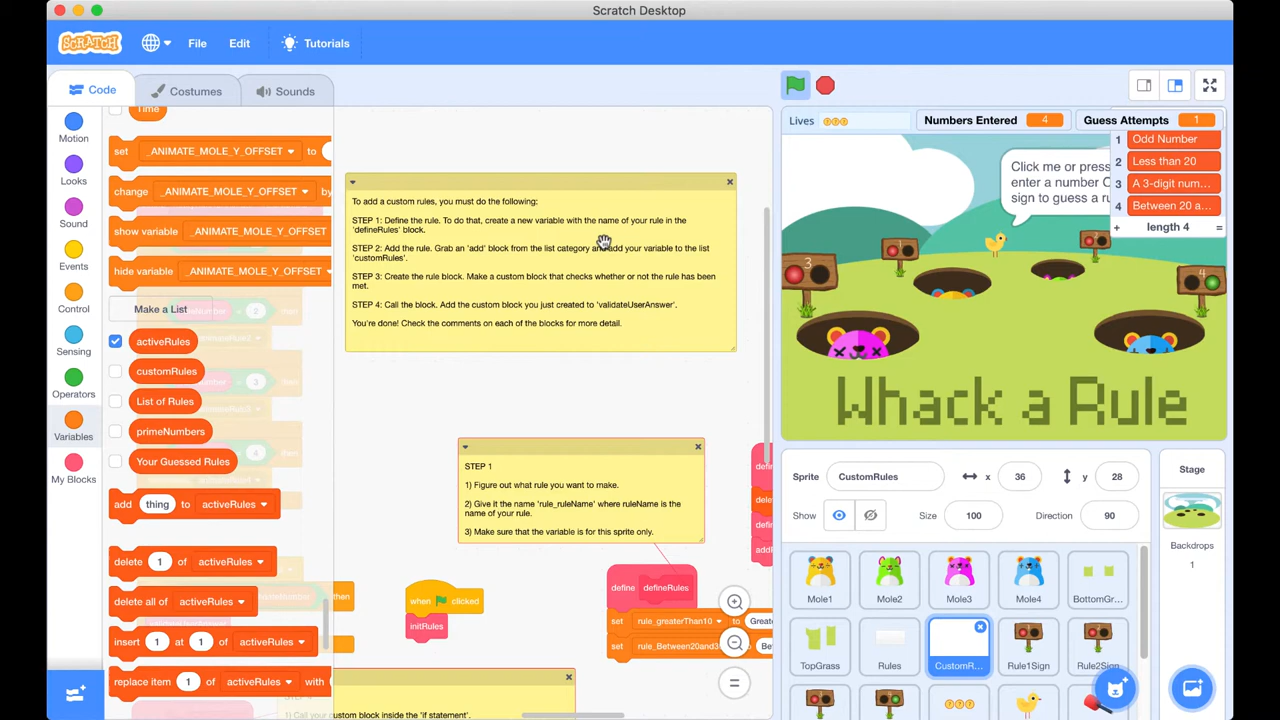 Scratch Desktop
SCRATCH
File Edit Tutorials
Code Costumes Sounds
Motion
Looks
Sound
Events
Control
Sensing
Operators
Variables
My Blocks
Time
set _ANIMATE_MOLE_Y_OFFSET to
change _ANIMATE_MOLE_Y_OFFSET by
show variable _ANIMATE_MOLE_Y_OFFSET
hide variable _ANIMATE_MOLE_Y_OFFSET
Make a List
activeRules
customRules
List of Rules
primeNumbers
Your Guessed Rules
add thing to activeRules
delete 1 of activeRules
delete all of activeRules
insert 1 at 1 of activeRules
replace item 1 of activeRules with
To add a custom rules, you must do the following:
STEP 1: Define the rule. To do that, create a new variable with the name of your rule in the
'defineRules' block.
STEP 2: Add the rule. Grab an 'add' block from the list category and add your variable to the list
'customRules'.
STEP 3: Create the rule block. Make a custom block that checks whether or not the rule has been
met.
STEP 4: Call the block. Add the custom block you just created to 'validateUserAnswer'.
You're done! Check the comments on each of the blocks for more detail.
STEP 1
1) Figure out what rule you want to make.
2) Give it the name 'rule_ruleName' where ruleName is the
name of your rule.
3) Make sure that the variable is for this sprite only.
when clicked
initRules
define defineRules
set rule_greaterThan10 to Great
set rule_Between20and3 Be
1) Call your custom block inside the 'if statement'.
Lives ???
Numbers Entered 4
Guess Attempts 1
1 Odd Number
2 Less than 20
3 A 3-digit num...
4 Between 20 a...
+ length 4 =
Click me or press
enter a number C
sign to guess a ru
3
1
2
4
Whack a Rule
Sprite CustomRules x 36 y 28
Show Size 100 Direction 90
Mole1 Mole2 Mole3 Mole4 BottomGr...
TopGrass Rules CustomR... Rule1Sign Rule2Sign
Stage
Backdrops
1